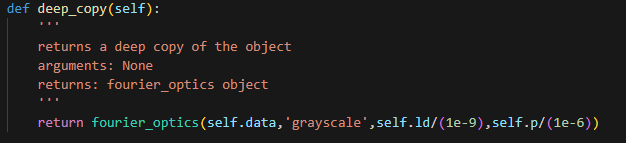 def deep_copy(self):
    '''
    returns a deep copy of the object
    arguments: None
    returns: fourier_optics object
    '''
    return fourier_optics(self.data,'grayscale',self.ld/(1e-9),self.p/(1e-6))